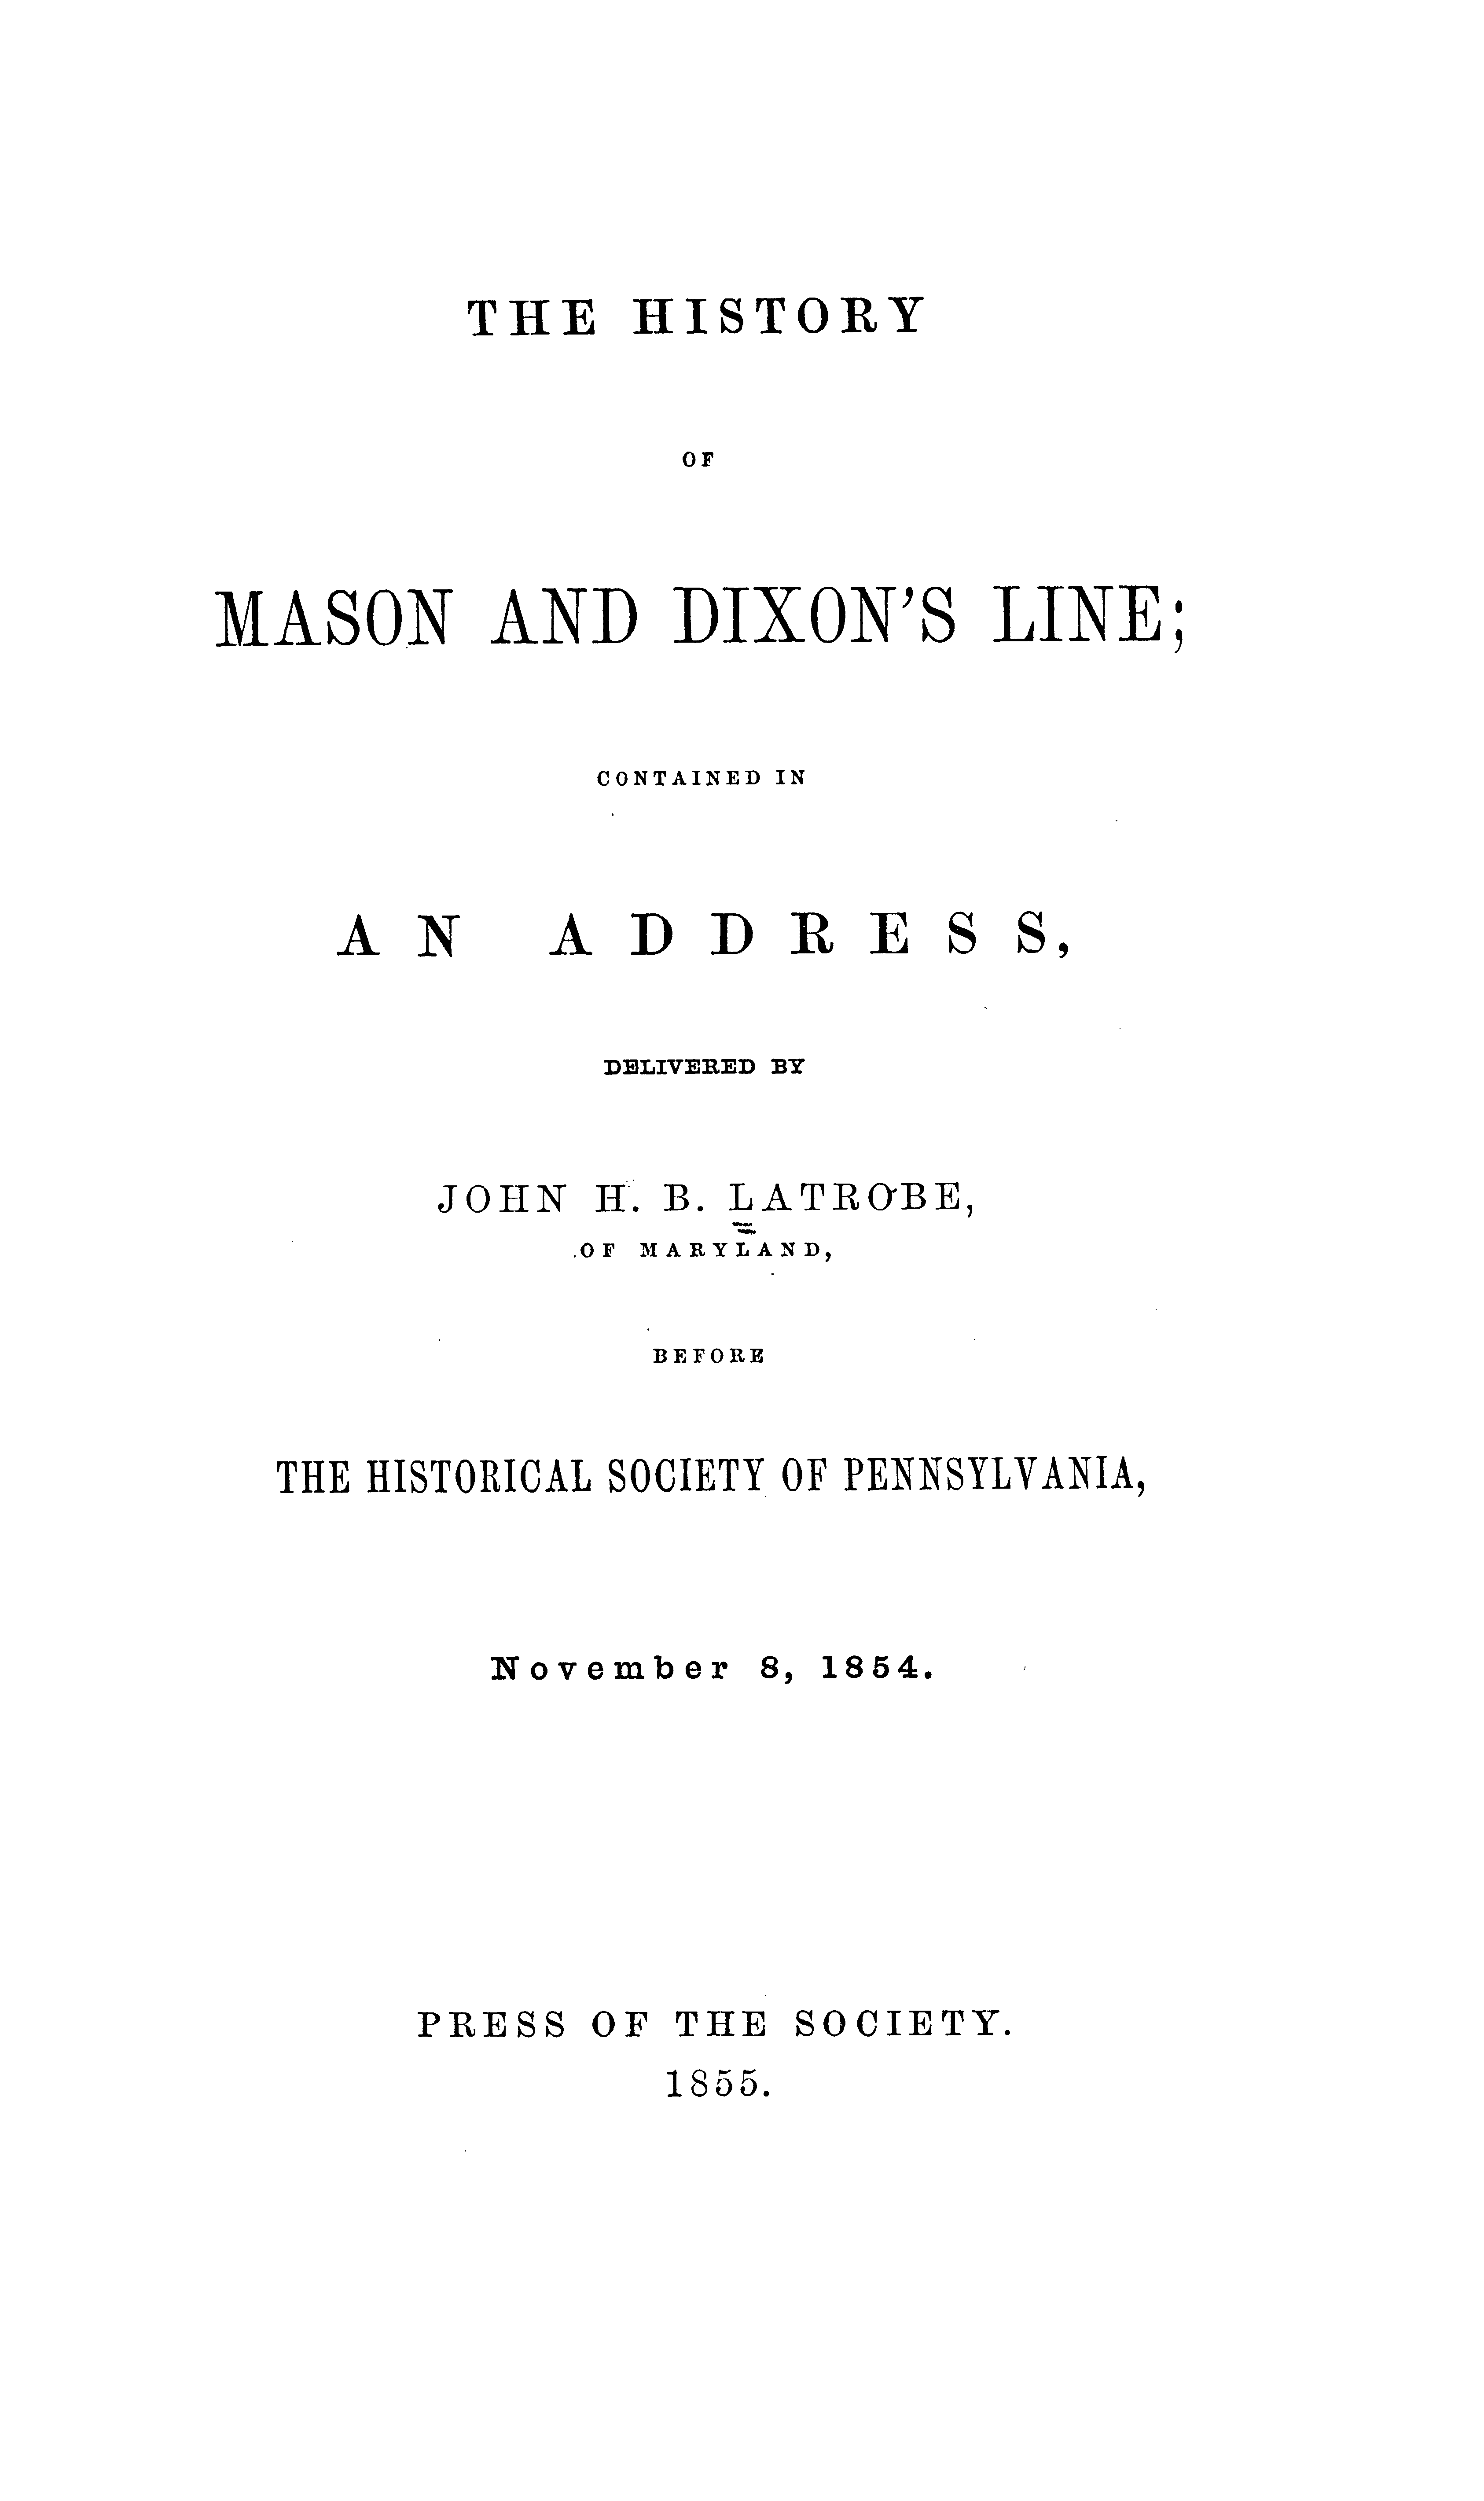 THE HISTORY
OF
MASON AND DIXON'S LINE;
CONTAINED IN
AN ADDRESS,
DELIVERED BY
JOHN H. B. LATROBE,
OF MARYLAND,
BEFORE
THE HISTORICAL SOCIETY OF PENNSYLVANIA,
November 8, 1854.
PRESS OF THE SOCIETY.
1855.